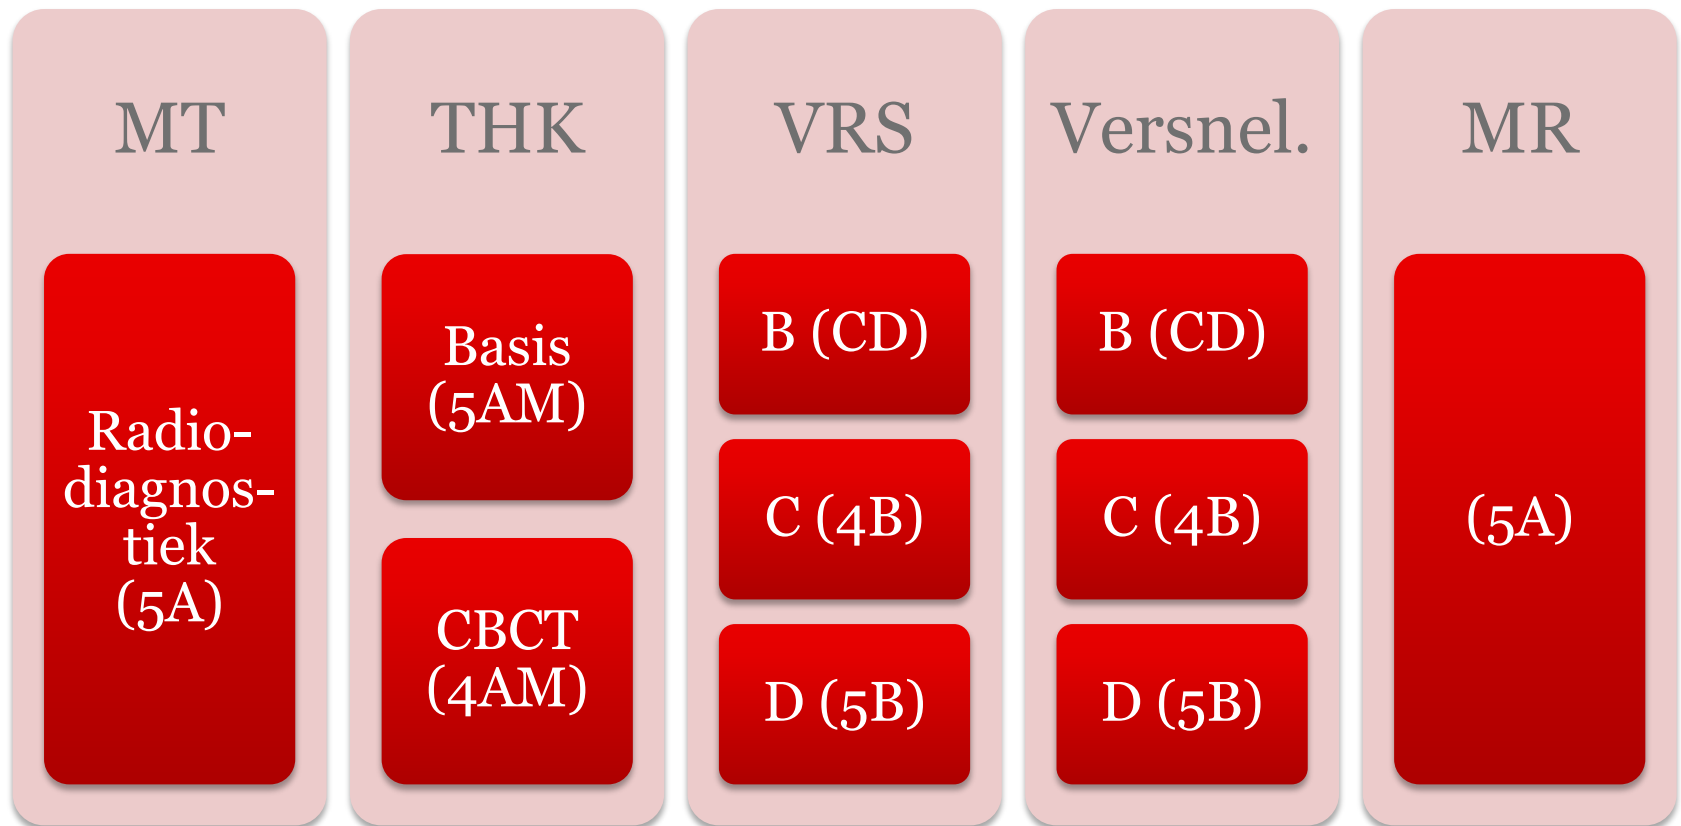 MT
Radio-
diagnos-
tiek
(5A)
THK
Basis
(5AM)
CBCT
(4AM)
VRS
B (CD)
C (4B)
D (5B)
Versnel.
B (CD)
C (4B)
D (5B)
MR
(5A)